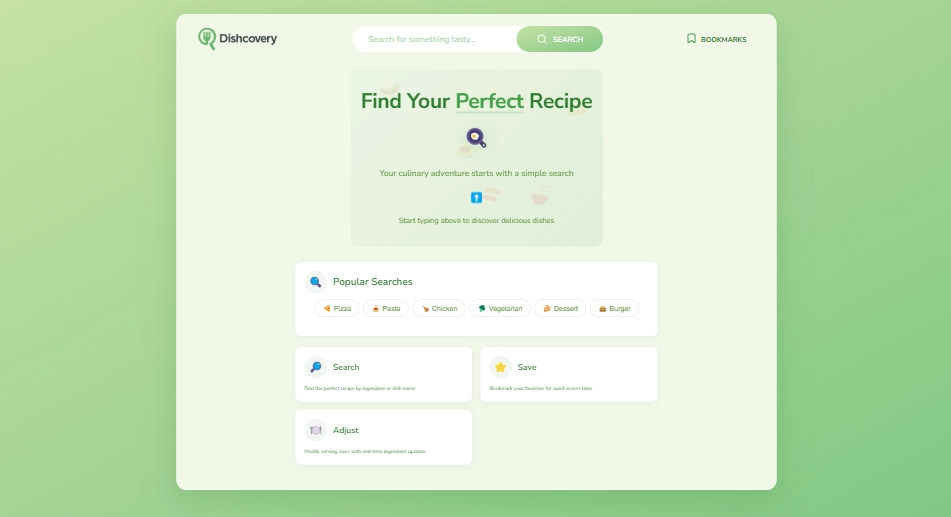 Dishcovery
Search for something tasty...
SEARCH
BOOKMARKS
Find Your Perfect Recipe
Your culinary adventure starts with a simple search
Start typing above to discover delicious dishes
Popular Searches
Pizza
Pasta
Chicken
Vegetarian
Dessert
Burger
Search
Find the perfect recipe by ingredient or dish name
Save
Bookmark your favorites for quick access later
Adjust
Modify serving sizes with real-time ingredient updates